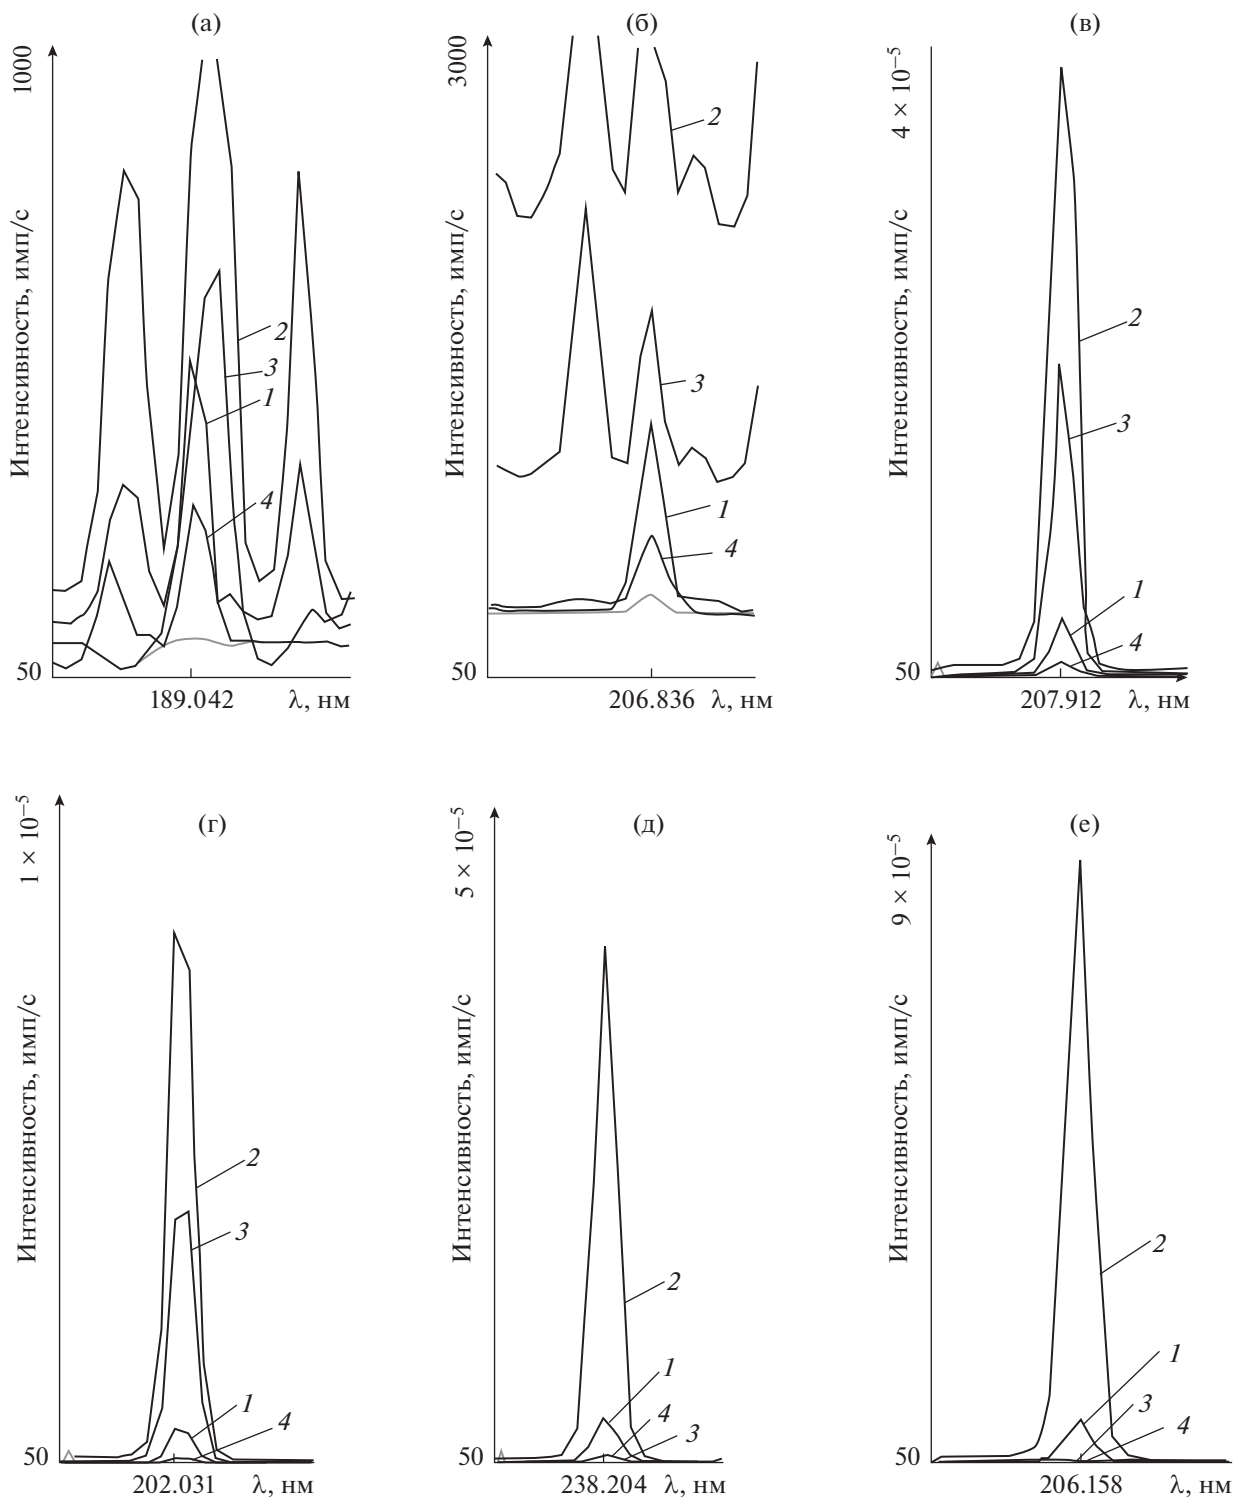 (а)
1000
Интенсивность, имп/с
2
3
1
4
50
189.042 λ, нм
(б)
3000
Интенсивность, имп/с
2
3
1
4
50
206.836 λ, нм
(в)
4 × 10⁻⁵
Интенсивность, имп/с
2
3
1
4
50
207.912 λ, нм
(г)
1 × 10⁻⁵
Интенсивность, имп/с
2
3
1
4
50
202.031 λ, нм
(д)
5 × 10⁻⁵
Интенсивность, имп/с
2
1
4
3
50
238.204 λ, нм
(е)
9 × 10⁻⁵
Интенсивность, имп/с
2
1
3
4
50
206.158 λ, нм